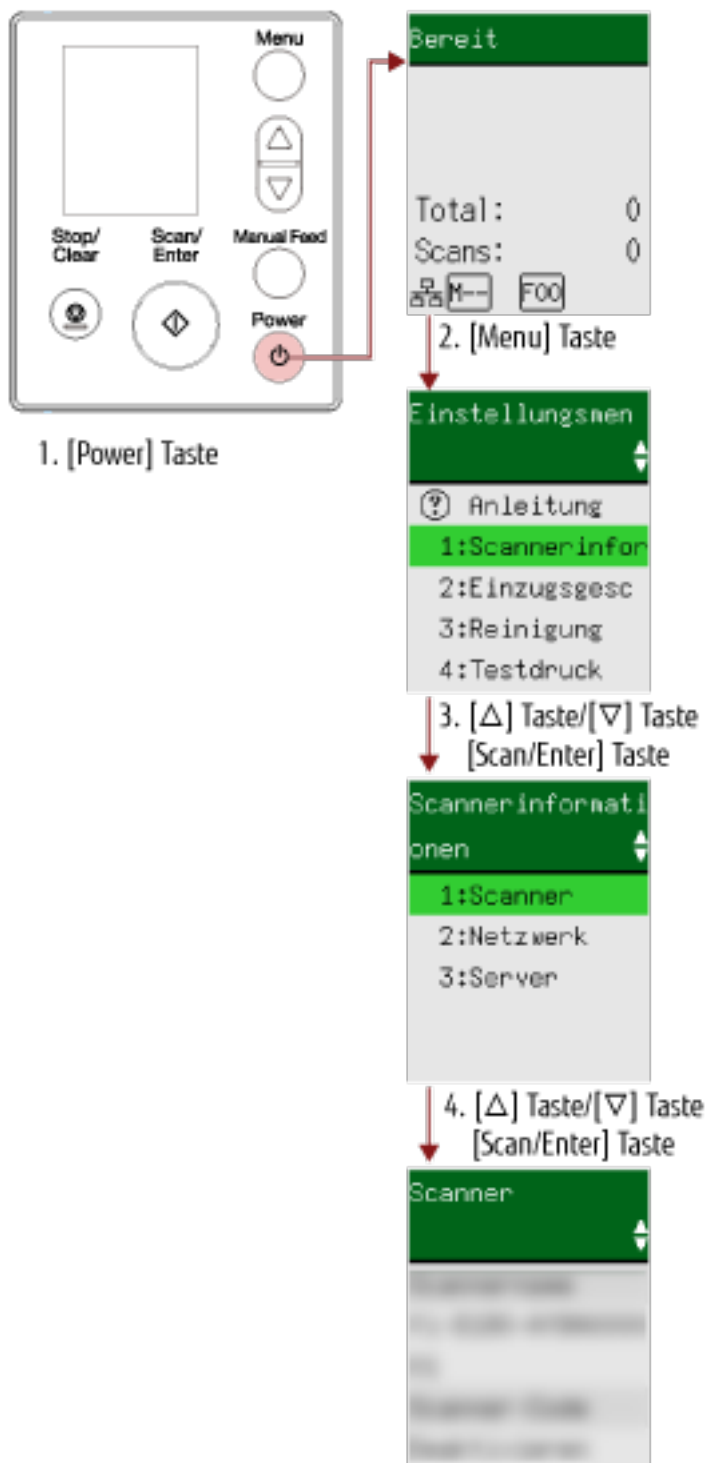 Menu
Stop/
Clear
Scan/
Enter
Manual Feed
Power
1. [Power] Taste
Bereit
Total: 0
Scans: 0
M-- F00
2. [Menu] Taste
Einstellungsmen
? Anleitung
1:Scannerinfor
2:Einzugsgesc
3:Reinigung
4:Testdruck
3. [△] Taste/[▽] Taste
[Scan/Enter] Taste
Scannerinformati
onen
1:Scanner
2:Netzwerk
3:Server
4. [△] Taste/[▽] Taste
[Scan/Enter] Taste
Scanner